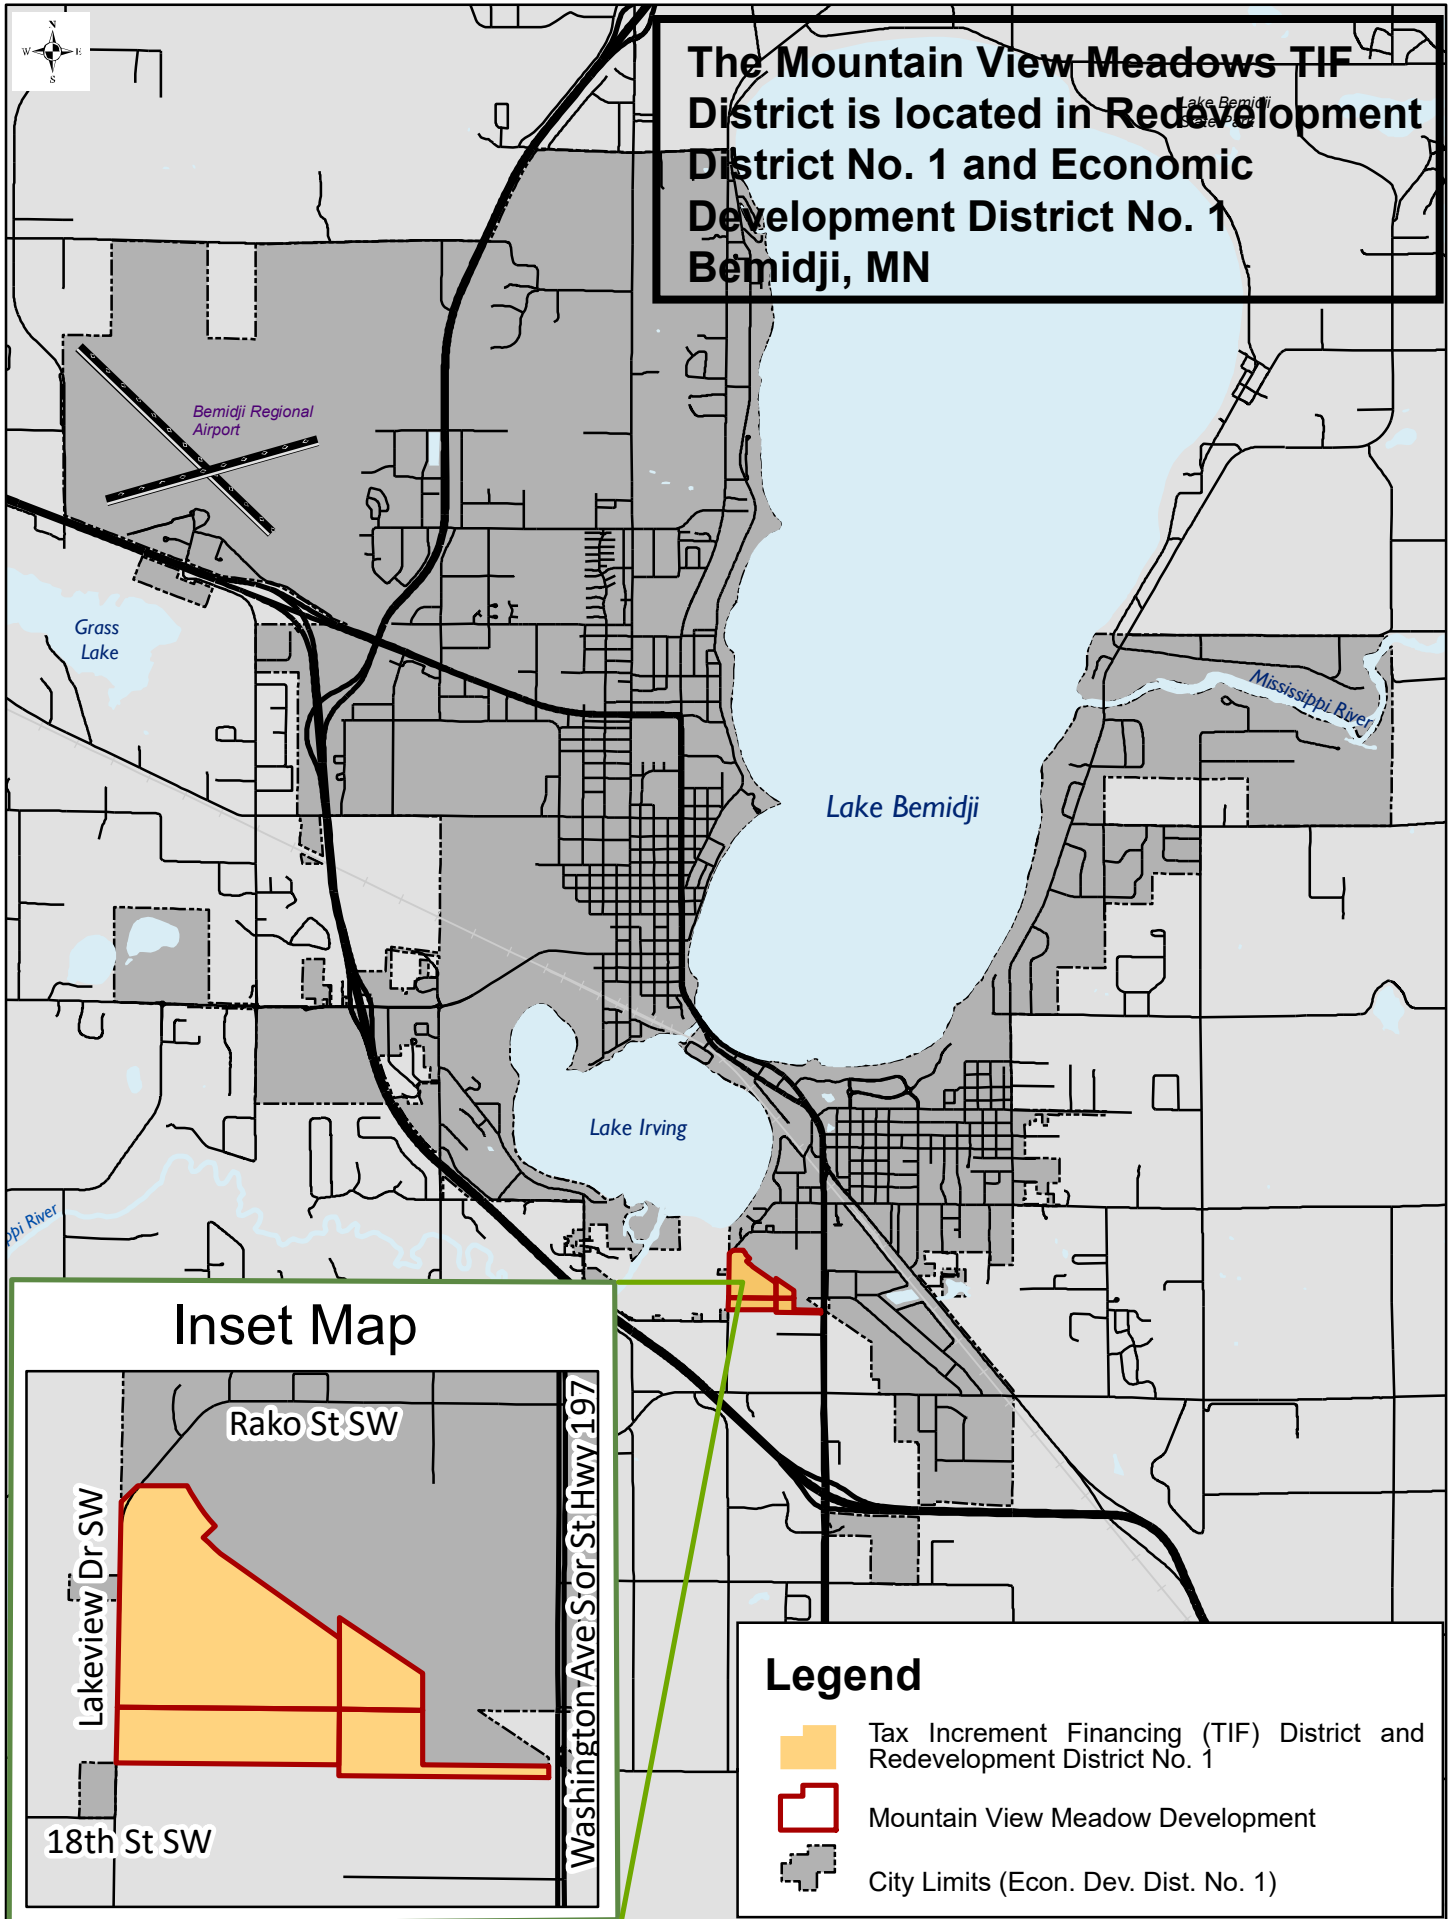 N
W E
S
The Mountain View Meadows TIF
District is located in Redevelopment
District No. 1 and Economic
Development District No. 1
Bemidji, MN
Lake Bemidji
State Park
Bemidji Regional
Airport
Grass
Lake
Mississippi River
Lake Bemidji
Lake Irving
ppi River
Inset Map
Rako St SW
Lakeview Dr SW
Washington Ave S or St Hwy 197
18th St SW
Legend
Tax Increment Financing (TIF) District and
Redevelopment District No. 1
Mountain View Meadow Development
City Limits (Econ. Dev. Dist. No. 1)